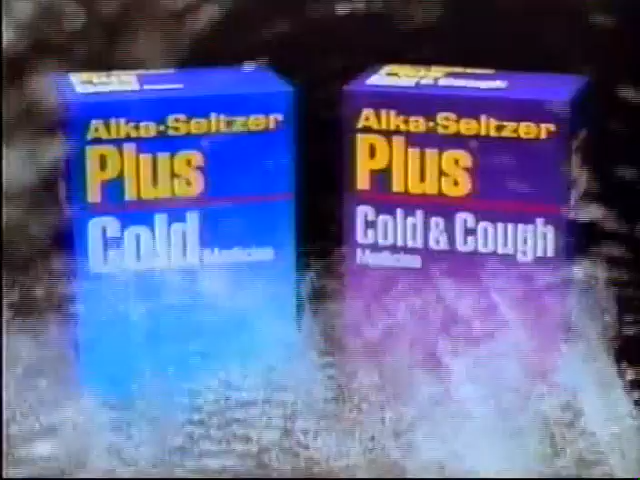 Alka-Seltzer
Plus
Cold Medicine
Alka-Seltzer
Plus
Cold & Cough
Medicine